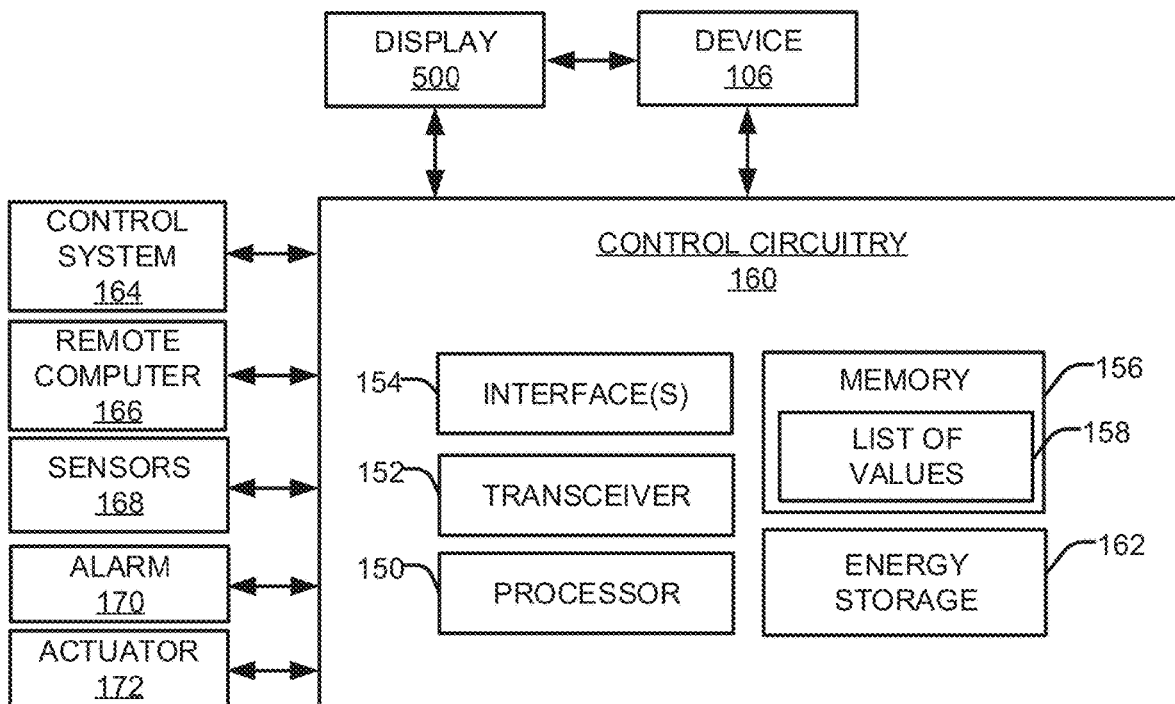 DISPLAY
500
DEVICE
106
CONTROL
SYSTEM
164
REMOTE
COMPUTER
166
SENSORS
168
ALARM
170
ACTUATOR
172
CONTROL CIRCUITRY
160
154
INTERFACE(S)
152
TRANSCEIVER
150
PROCESSOR
MEMORY
156
LIST OF
VALUES
158
ENERGY
STORAGE
162